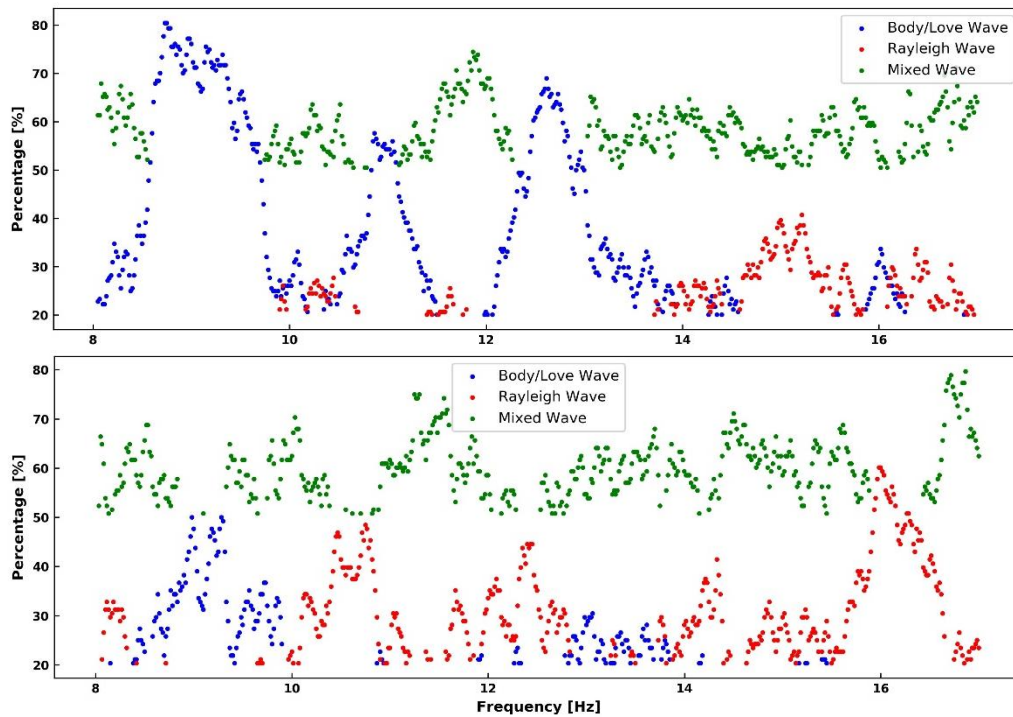 80
70
60
50
40
30
20
Percentage [%]
Body/Love Wave
Rayleigh Wave
Mixed Wave
8
10
12
14
16
80
70
60
50
40
30
20
Percentage [%]
Body/Love Wave
Rayleigh Wave
Mixed Wave
8
10
12
14
16
Frequency [Hz]